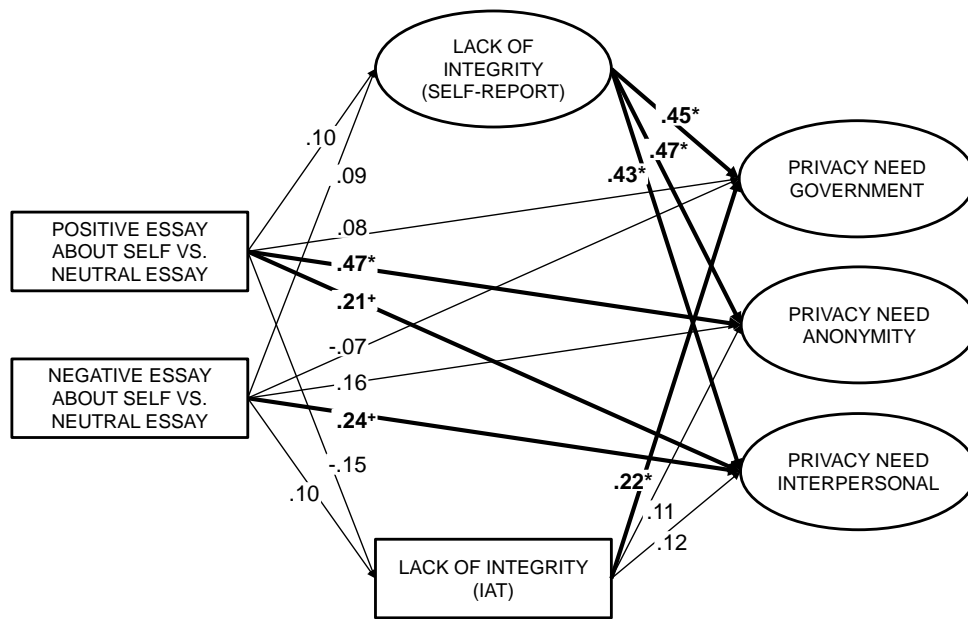 LACK OF
INTEGRITY
(SELF-REPORT)
.10
.09
.45*
.47*
.43*
PRIVACY NEED
GOVERNMENT
POSITIVE ESSAY
ABOUT SELF VS.
NEUTRAL ESSAY
.08
.47*
.21+
PRIVACY NEED
ANONYMITY
-.07
.16
.24+
NEGATIVE ESSAY
ABOUT SELF VS.
NEUTRAL ESSAY
-.15
.10
PRIVACY NEED
INTERPERSONAL
.22*
.11
.12
LACK OF INTEGRITY
(IAT)